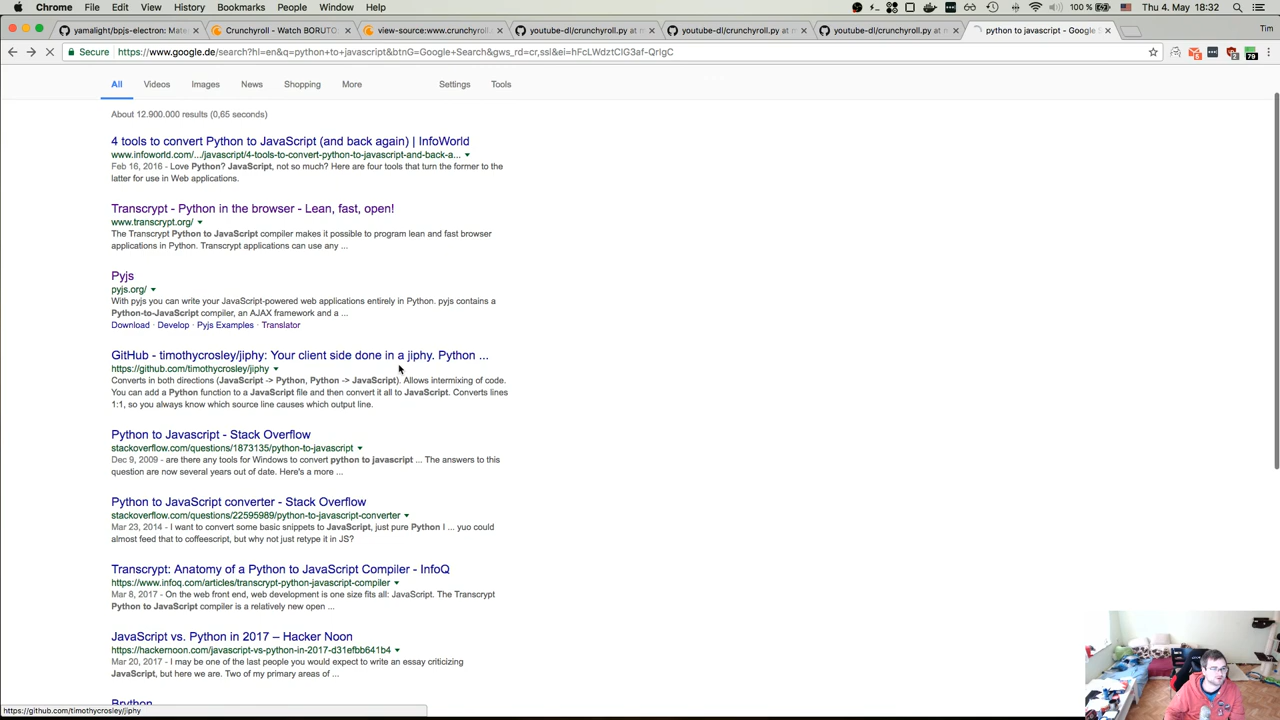 Chrome File Edit View History Bookmarks People Window Help 100 % Thu 4. May 18:32
yamalight/bpjs-electron: Mate Crunchyroll - Watch BORUTO: view-source:www.crunchyroll youtube-dl/crunchyroll.py at m youtube-dl/crunchyroll.py at m youtube-dl/crunchyroll.py at m python to javascript - Google S Tim
Secure https://www.google.de/search?hl=en&q=python+to+javascript&btnG=Google+Search&gws_rd=cr,ssl&ei=hFcLWdztCIG3af-QrIgC
All Videos Images News Shopping More Settings Tools
About 12.900.000 results (0,65 seconds)
4 tools to convert Python to JavaScript (and back again) | InfoWorld
www.infoworld.com/.../javascript/4-tools-to-convert-python-to-javascript-and-back-a...
Feb 16, 2016 - Love Python? JavaScript, not so much? Here are four tools that turn the former to the
latter for use in Web applications.
Transcrypt - Python in the browser - Lean, fast, open!
www.transcrypt.org/
The Transcrypt Python to JavaScript compiler makes it possible to program lean and fast browser
applications in Python. Transcrypt applications can use any ...
Pyjs
pyjs.org/
With pyjs you can write your JavaScript-powered web applications entirely in Python. pyjs contains a
Python-to-JavaScript compiler, an AJAX framework and a ...
Download · Develop · Pyjs Examples · Translator
GitHub - timothycrosley/jiphy: Your client side done in a jiphy. Python ...
https://github.com/timothycrosley/jiphy
Converts in both directions (JavaScript -> Python, Python -> JavaScript). Allows intermixing of code.
You can add a Python function to a JavaScript file and then convert it all to JavaScript. Converts lines
1:1, so you always know which source line causes which output line.
Python to Javascript - Stack Overflow
stackoverflow.com/questions/1873135/python-to-javascript
Dec 9, 2009 - are there any tools for Windows to convert python to javascript ... The answers to this
question are now several years out of date. Here's a more ...
Python to JavaScript converter - Stack Overflow
stackoverflow.com/questions/22595989/python-to-javascript-converter
Mar 23, 2014 - I want to convert some basic snippets to JavaScript, just pure Python I ... yuo could
almost feed that to coffeescript, but why not just retype it in JS?
Transcrypt: Anatomy of a Python to JavaScript Compiler - InfoQ
https://www.infoq.com/articles/transcrypt-python-javascript-compiler
Mar 8, 2017 - On the web front end, web development is one size fits all: JavaScript. The Transcrypt
Python to JavaScript compiler is a relatively new open ...
JavaScript vs. Python in 2017 – Hacker Noon
https://hackernoon.com/javascript-vs-python-in-2017-d31efbb641b4
Mar 20, 2017 - I may be one of the last people you would expect to write an essay criticizing
JavaScript, but here we are. Two of my primary areas of ...
Brython
https://github.com/timothycrosley/jiphy